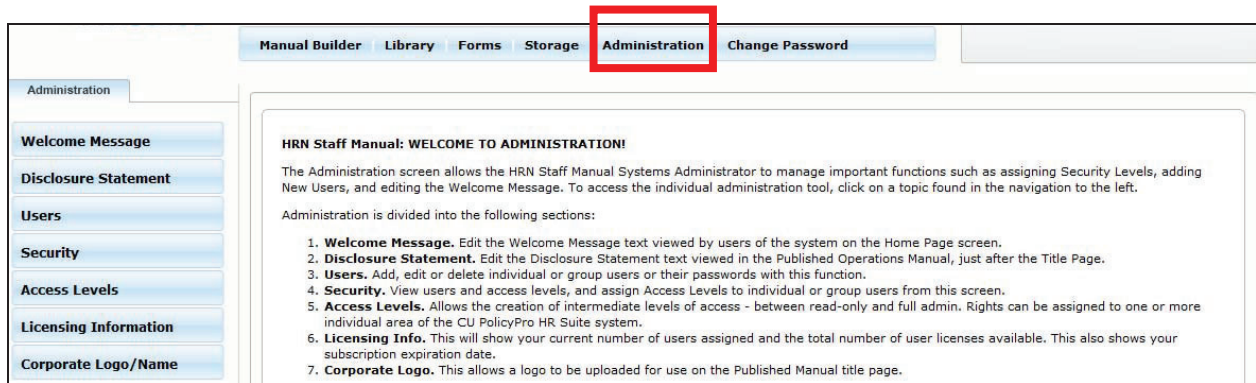 Manual Builder Library Forms Storage Administration Change Password
Administration
Welcome Message
Disclosure Statement
Users
Security
Access Levels
Licensing Information
Corporate Logo/Name
HRN Staff Manual: WELCOME TO ADMINISTRATION!
The Administration screen allows the HRN Staff Manual Systems Administrator to manage important functions such as assigning Security Levels, adding
New Users, and editing the Welcome Message. To access the individual administration tool, click on a topic found in the navigation to the left.
Administration is divided into the following sections:
1. Welcome Message. Edit the Welcome Message text viewed by users of the system on the Home Page screen.
2. Disclosure Statement. Edit the Disclosure Statement text viewed in the Published Operations Manual, just after the Title Page.
3. Users. Add, edit or delete individual or group users or their passwords with this function.
4. Security. View users and access levels, and assign Access Levels to individual or group users from this screen.
5. Access Levels. Allows the creation of intermediate levels of access - between read-only and full admin. Rights can be assigned to one or more
individual area of the CU PolicyPro HR Suite system.
6. Licensing Info. This will show your current number of users assigned and the total number of user licenses available. This also shows your
subscription expiration date.
7. Corporate Logo. This allows a logo to be uploaded for use on the Published Manual title page.